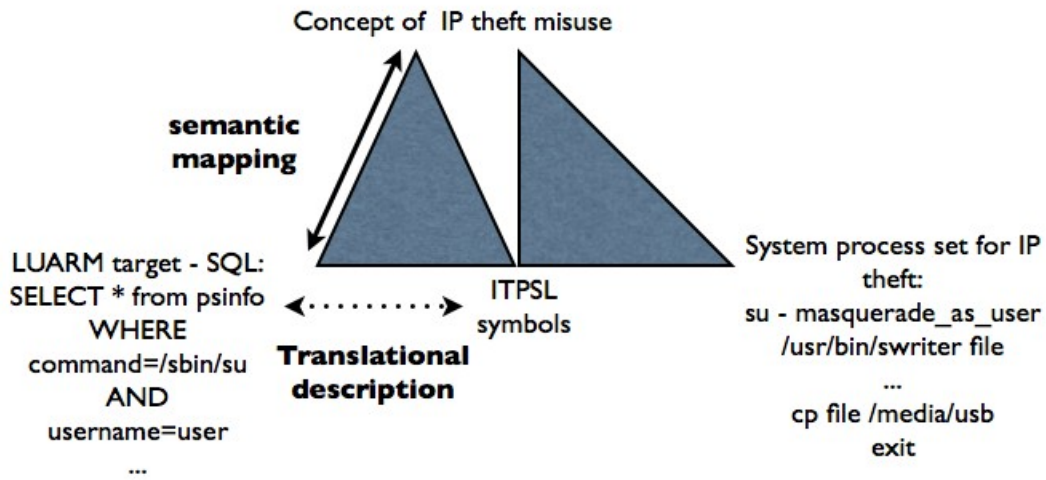 Concept of IP theft misuse
semantic
mapping
LUARM target - SQL:
SELECT * from psinfo
WHERE
command=/sbin/su
AND
username=user
...
Translational
description
ITPSL
symbols
System process set for IP
theft:
su - masquerade_as_user
/usr/bin/swriter file
...
cp file /media/usb
exit